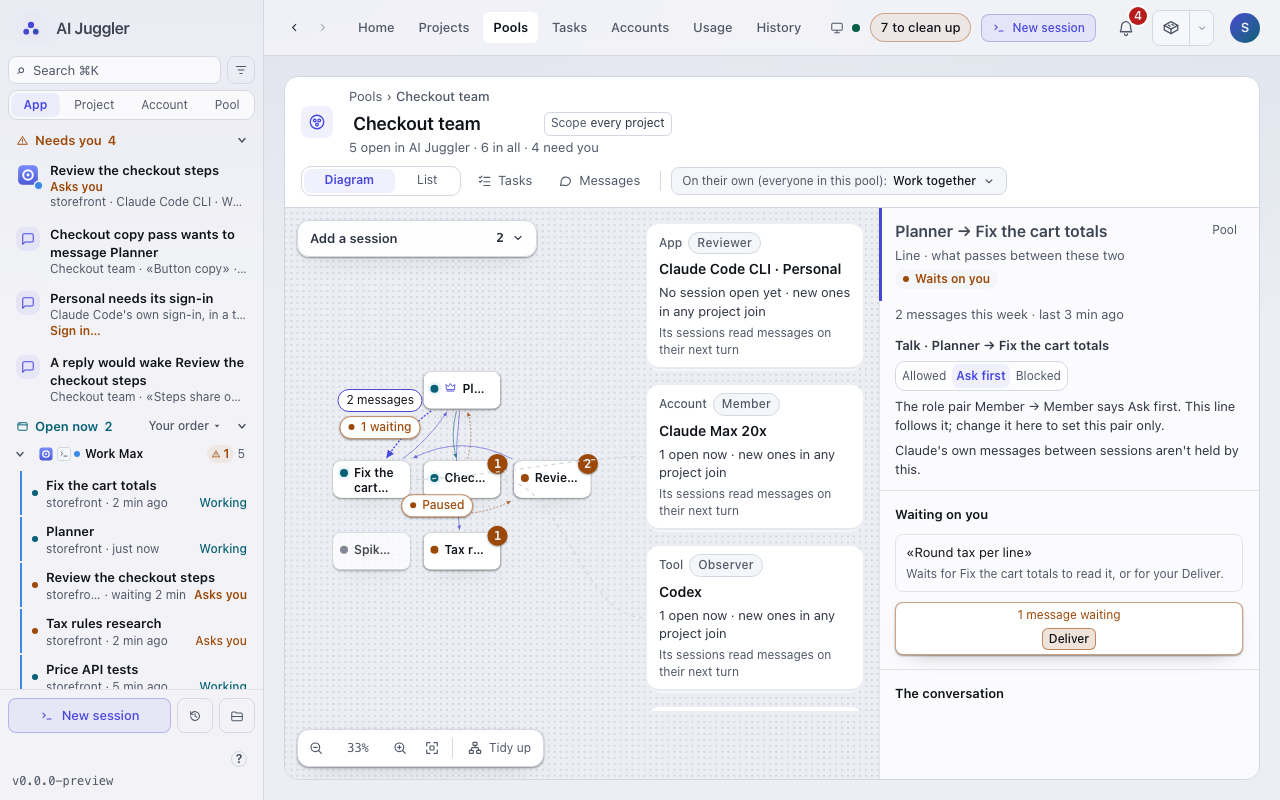 AI Juggler
Search ⌘K
App Project Account Pool
Needs you 4
Review the checkout steps
Asks you
storefront · Claude Code CLI · W…
Checkout copy pass wants to
message Planner
Checkout team · «Button copy» ·…
Personal needs its sign-in
Claude Code's own sign-in, in a t…
Sign in…
A reply would wake Review the
checkout steps
Checkout team · «Steps share o…
Open now 2 Your order
Work Max 1 5
Fix the cart totals
storefront · 2 min ago Working
Planner
storefront · just now Working
Review the checkout steps
storefro… · waiting 2 min Asks you
Tax rules research
storefront · 2 min ago Asks you
Price API tests
storefront · 5 min ago Working
New session
?
v0.0.0-preview
Home Projects Pools Tasks Accounts Usage History
7 to clean up
New session
4
S
Pools › Checkout team
Checkout team
Scope every project
5 open in AI Juggler · 6 in all · 4 need you
Diagram List Tasks Messages
On their own (everyone in this pool): Work together
Add a session 2
Pl…
2 messages
1 waiting
Fix the
cart…
Chec…
1
Revie…
2
Paused
Spik…
Tax r…
1
33%
Tidy up
App Reviewer
Claude Code CLI · Personal
No session open yet · new ones
in any project join
Its sessions read messages on
their next turn
Account Member
Claude Max 20x
1 open now · new ones in any
project join
Its sessions read messages on
their next turn
Tool Observer
Codex
1 open now · new ones in any
project join
Its sessions read messages on
their next turn
Planner → Fix the cart totals
Pool
Line · what passes between these two
Waits on you
2 messages this week · last 3 min ago
Talk · Planner → Fix the cart totals
Allowed Ask first Blocked
The role pair Member → Member says Ask first. This line
follows it; change it here to set this pair only.
Claude's own messages between sessions aren't held by
this.
Waiting on you
«Round tax per line»
Waits for Fix the cart totals to read it, or for your Deliver.
1 message waiting
Deliver
The conversation